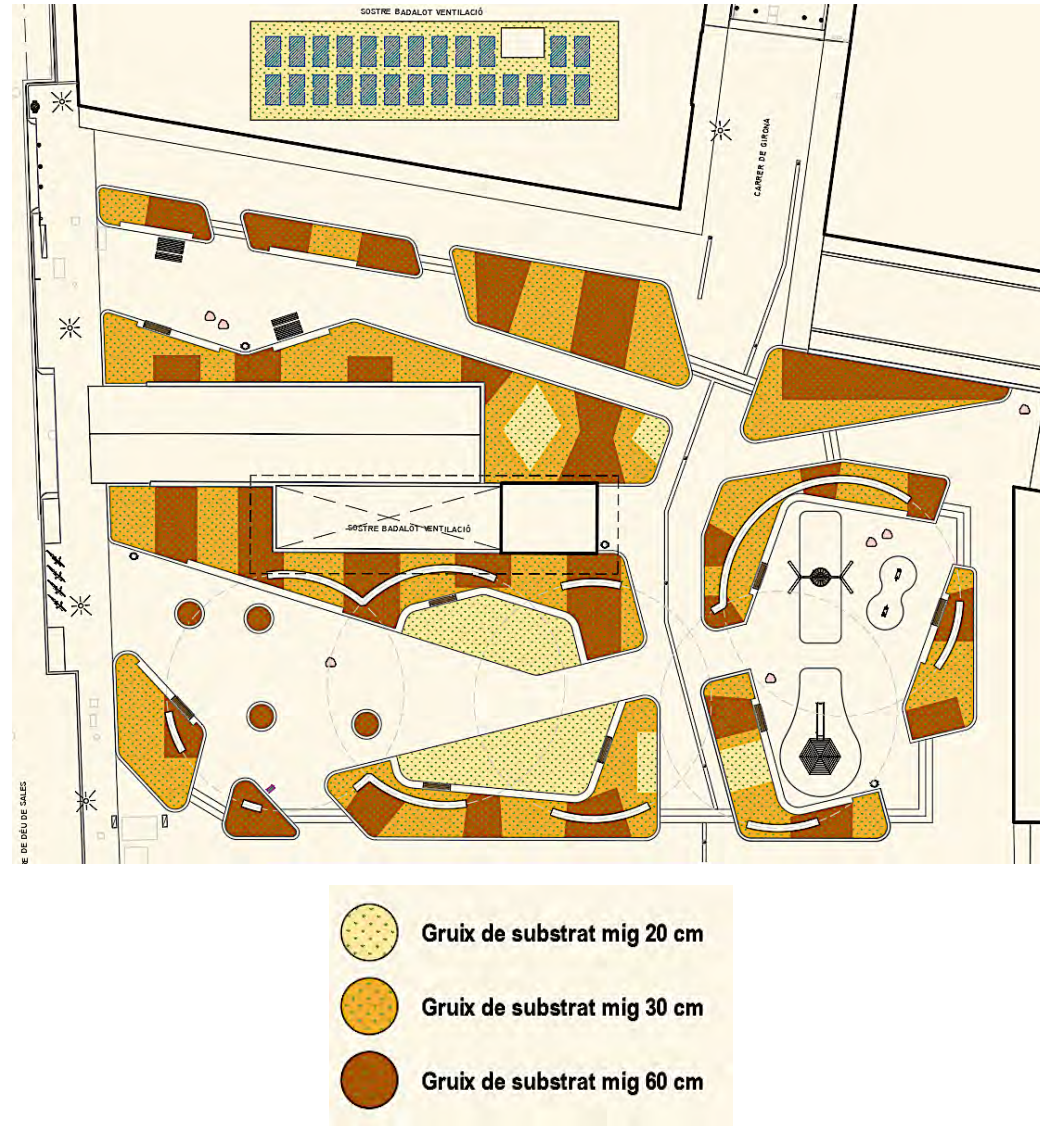 SOSTRE BADALOT VENTILACIÓ
CARRER DE GIRONA
SOSTRE BADALOT VENTILACIÓ
RE DE DÉU DE SALES
Gruix de substrat mig 20 cm
Gruix de substrat mig 30 cm
Gruix de substrat mig 60 cm